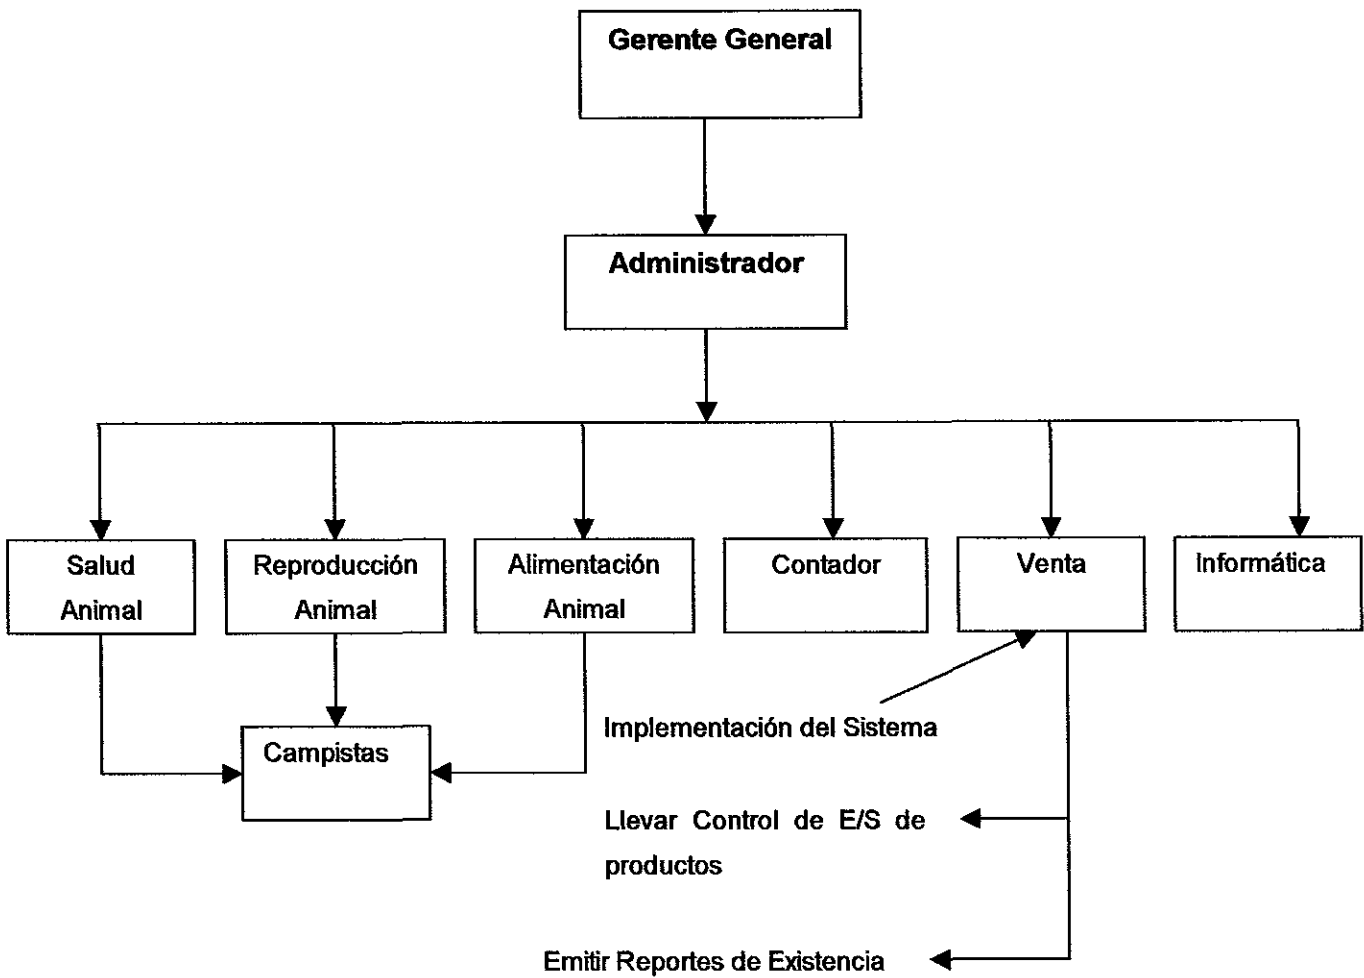 Gerente General
Administrador
Salud
Animal
Reproducción
Animal
Alimentación
Animal
Contador
Venta
Informática
Campistas
Implementación del Sistema
Llevar Control de E/S de
productos
Emitir Reportes de Existencia